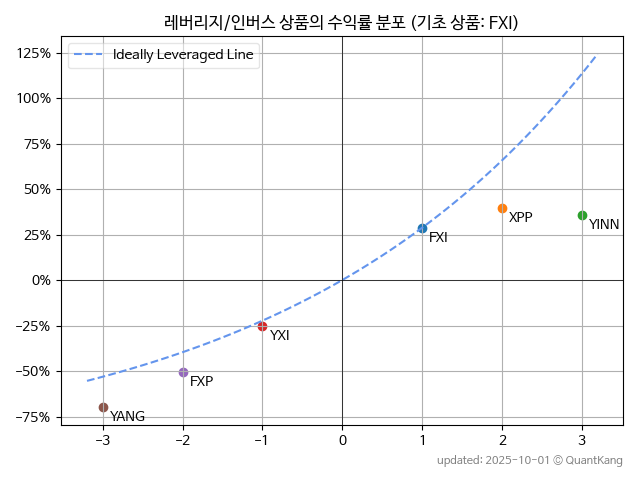 레버리지/인버스 상품의 수익률 분포 (기초 상품: FXI)
125%
100%
75%
50%
25%
0%
-25%
-50%
-75%
Ideally Leveraged Line
XPP
YINN
FXI
YXI
FXP
YANG
-3 -2 -1 0 1 2 3
updated: 2025-10-01 © QuantKang